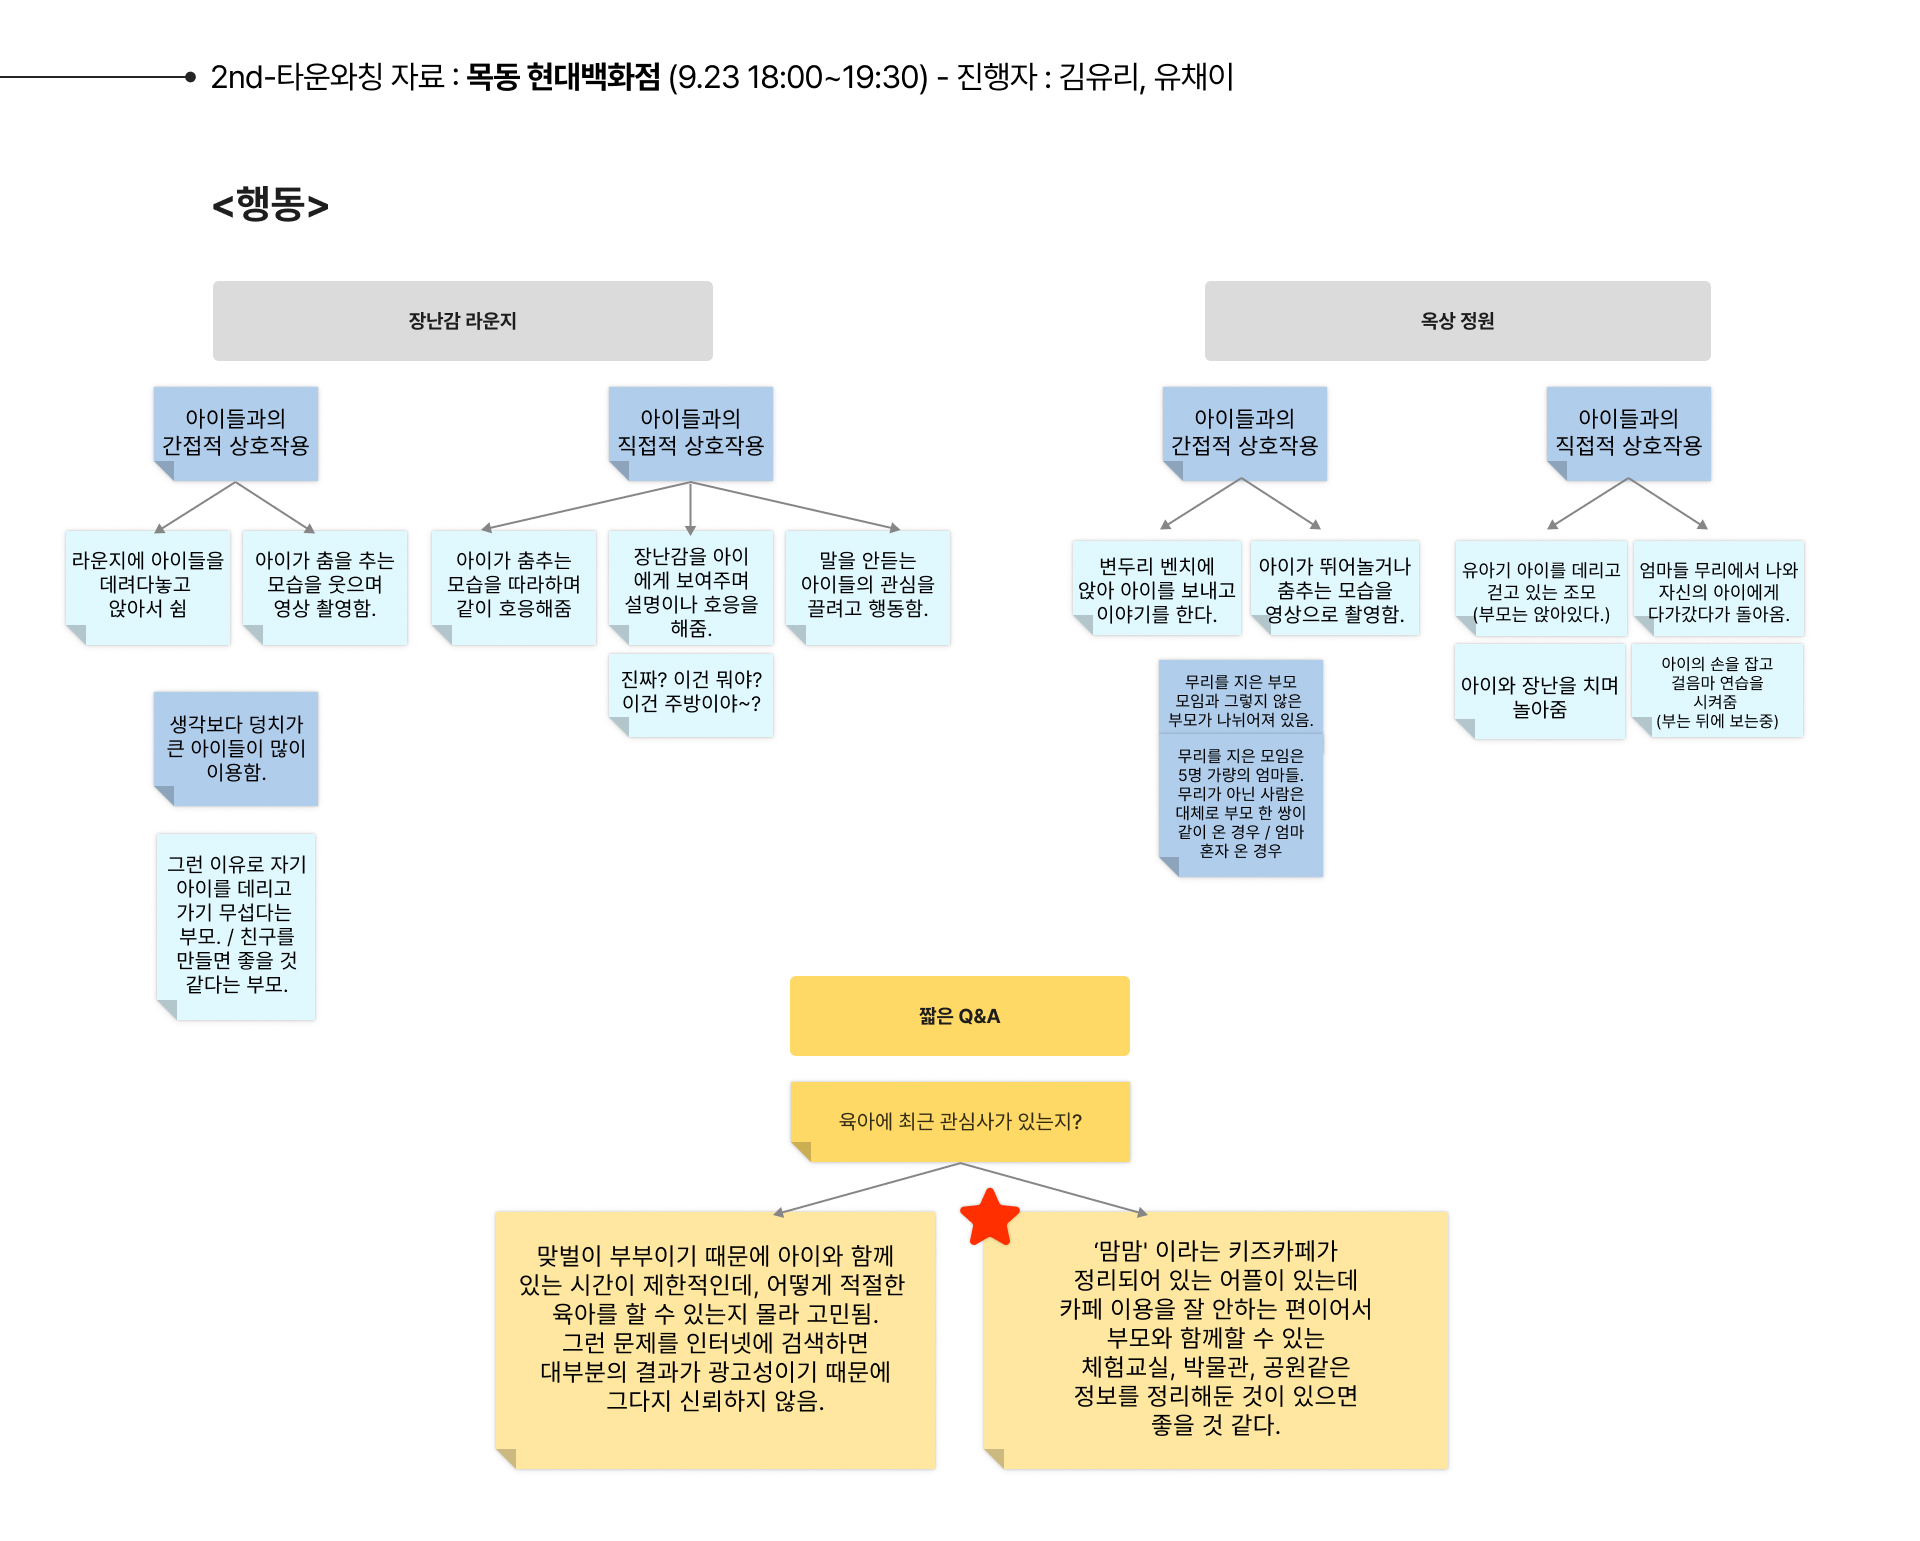 2nd-타운와칭 자료 : 목동 현대백화점 (9.23 18:00~19:30) - 진행자 : 김유리, 유채이
<행동>
장난감 라운지
아이들과의
간접적 상호작용
라운지에 아이들을
데려다놓고
앉아서 쉼
아이가 춤을 추는
모습을 웃으며
영상 촬영함.
아이들과의
직접적 상호작용
아이가 춤추는
모습을 따라하며
같이 호응해줌
장난감을 아이
에게 보여주며
설명이나 호응을
해줌.
진짜? 이건 뭐야?
이건 주방이야~?
말을 안듣는
아이들의 관심을
끌려고 행동함.
생각보다 덩치가
큰 아이들이 많이
이용함.
그런 이유로 자기
아이를 데리고
가기 무섭다는
부모. / 친구를
만들면 좋을 것
같다는 부모.
옥상 정원
아이들과의
간접적 상호작용
변두리 벤치에
앉아 아이를 보내고
이야기를 한다.
아이가 뛰어놀거나
춤추는 모습을
영상으로 촬영함.
무리를 지은 부모
모임과 그렇지 않은
부모가 나뉘어져 있음.
무리를 지은 모임은
5명 가량의 엄마들.
무리가 아닌 사람은
대체로 부모 한 쌍이
같이 온 경우 / 엄마
혼자 온 경우
아이들과의
직접적 상호작용
유아기 아이를 데리고
걷고 있는 조모
(부모는 앉아있다.)
엄마들 무리에서 나와
자신의 아이에게
다가갔다가 돌아옴.
아이와 장난을 치며
놀아줌
아이의 손을 잡고
걸음마 연습을
시켜줌
(부는 뒤에 보는중)
짧은 Q&A
육아에 최근 관심사가 있는지?
맞벌이 부부이기 때문에 아이와 함께
있는 시간이 제한적인데, 어떻게 적절한
육아를 할 수 있는지 몰라 고민됨.
그런 문제를 인터넷에 검색하면
대부분의 결과가 광고성이기 때문에
그다지 신뢰하지 않음.
‘맘맘' 이라는 키즈카페가
정리되어 있는 어플이 있는데
카페 이용을 잘 안하는 편이어서
부모와 함께할 수 있는
체험교실, 박물관, 공원같은
정보를 정리해둔 것이 있으면
좋을 것 같다.